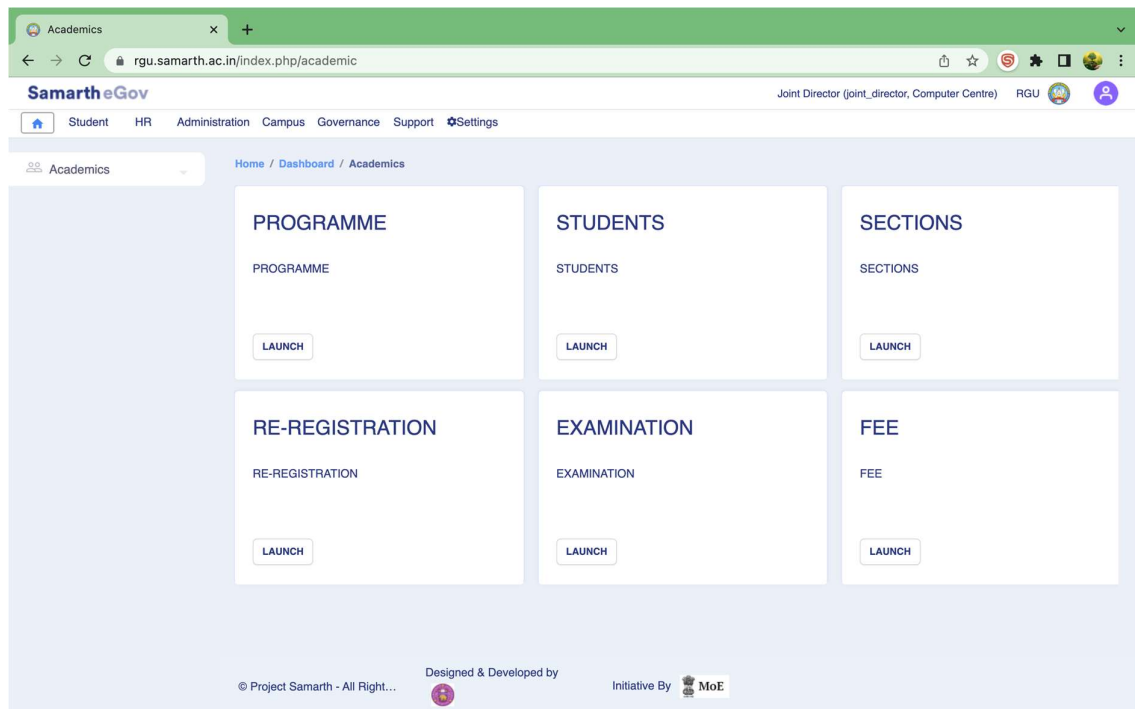 Academics
rgu.samarth.ac.in/index.php/academic
Samarth eGov
Joint Director (joint_director, Computer Centre) RGU
Student HR Administration Campus Governance Support Settings
Academics
Home / Dashboard / Academics
PROGRAMME
PROGRAMME
LAUNCH
STUDENTS
STUDENTS
LAUNCH
SECTIONS
SECTIONS
LAUNCH
RE-REGISTRATION
RE-REGISTRATION
LAUNCH
EXAMINATION
EXAMINATION
LAUNCH
FEE
FEE
LAUNCH
© Project Samarth - All Right...
Designed & Developed by
Initiative By MoE